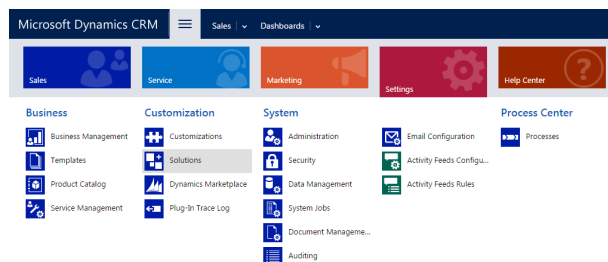 Microsoft Dynamics CRM Sales Dashboards
Sales Service Marketing Settings Help Center
Business Customization System Process Center
Business Management Customizations Administration Email Configuration Processes
Templates Solutions Security Activity Feeds Configu...
Product Catalog Dynamics Marketplace Data Management Activity Feeds Rules
Service Management Plug-In Trace Log System Jobs
Document Manageme...
Auditing